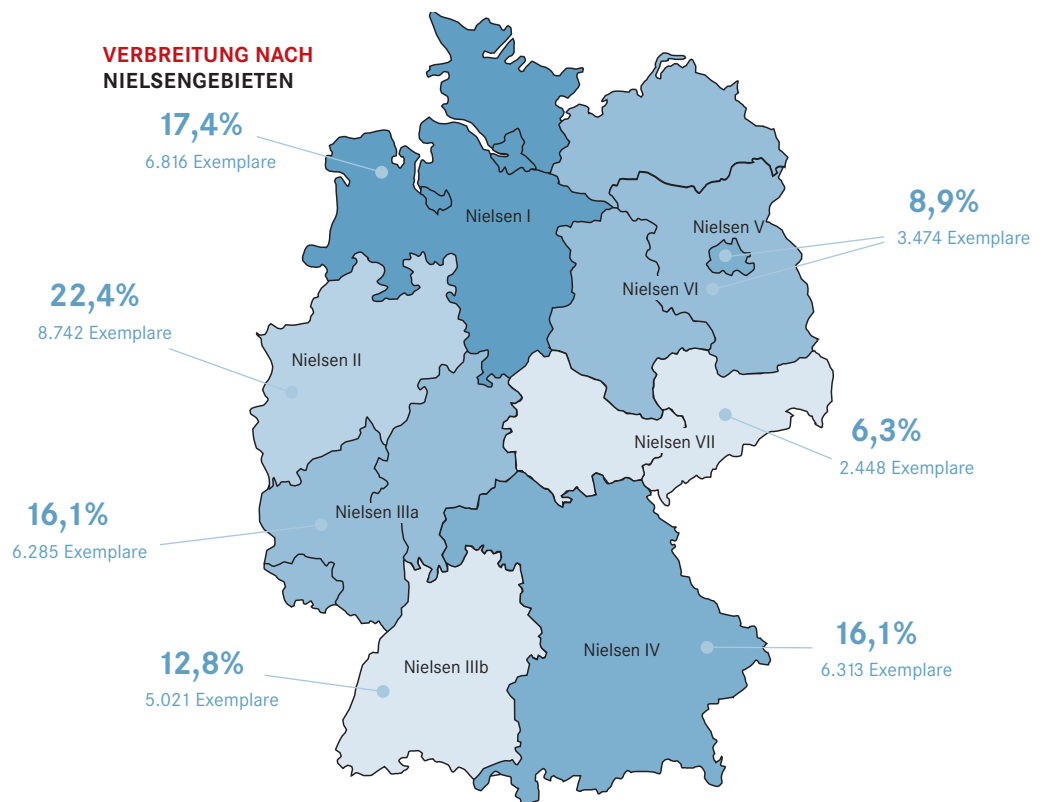 VERBREITUNG NACH
NIELSENGEBIETEN
17,4%
6.816 Exemplare
Nielsen I
Nielsen V
8,9%
3.474 Exemplare
Nielsen VI
22,4%
8.742 Exemplare
Nielsen II
Nielsen VII
6,3%
2.448 Exemplare
16,1%
6.285 Exemplare
Nielsen IIIa
12,8%
5.021 Exemplare
Nielsen IIIb
Nielsen IV
16,1%
6.313 Exemplare